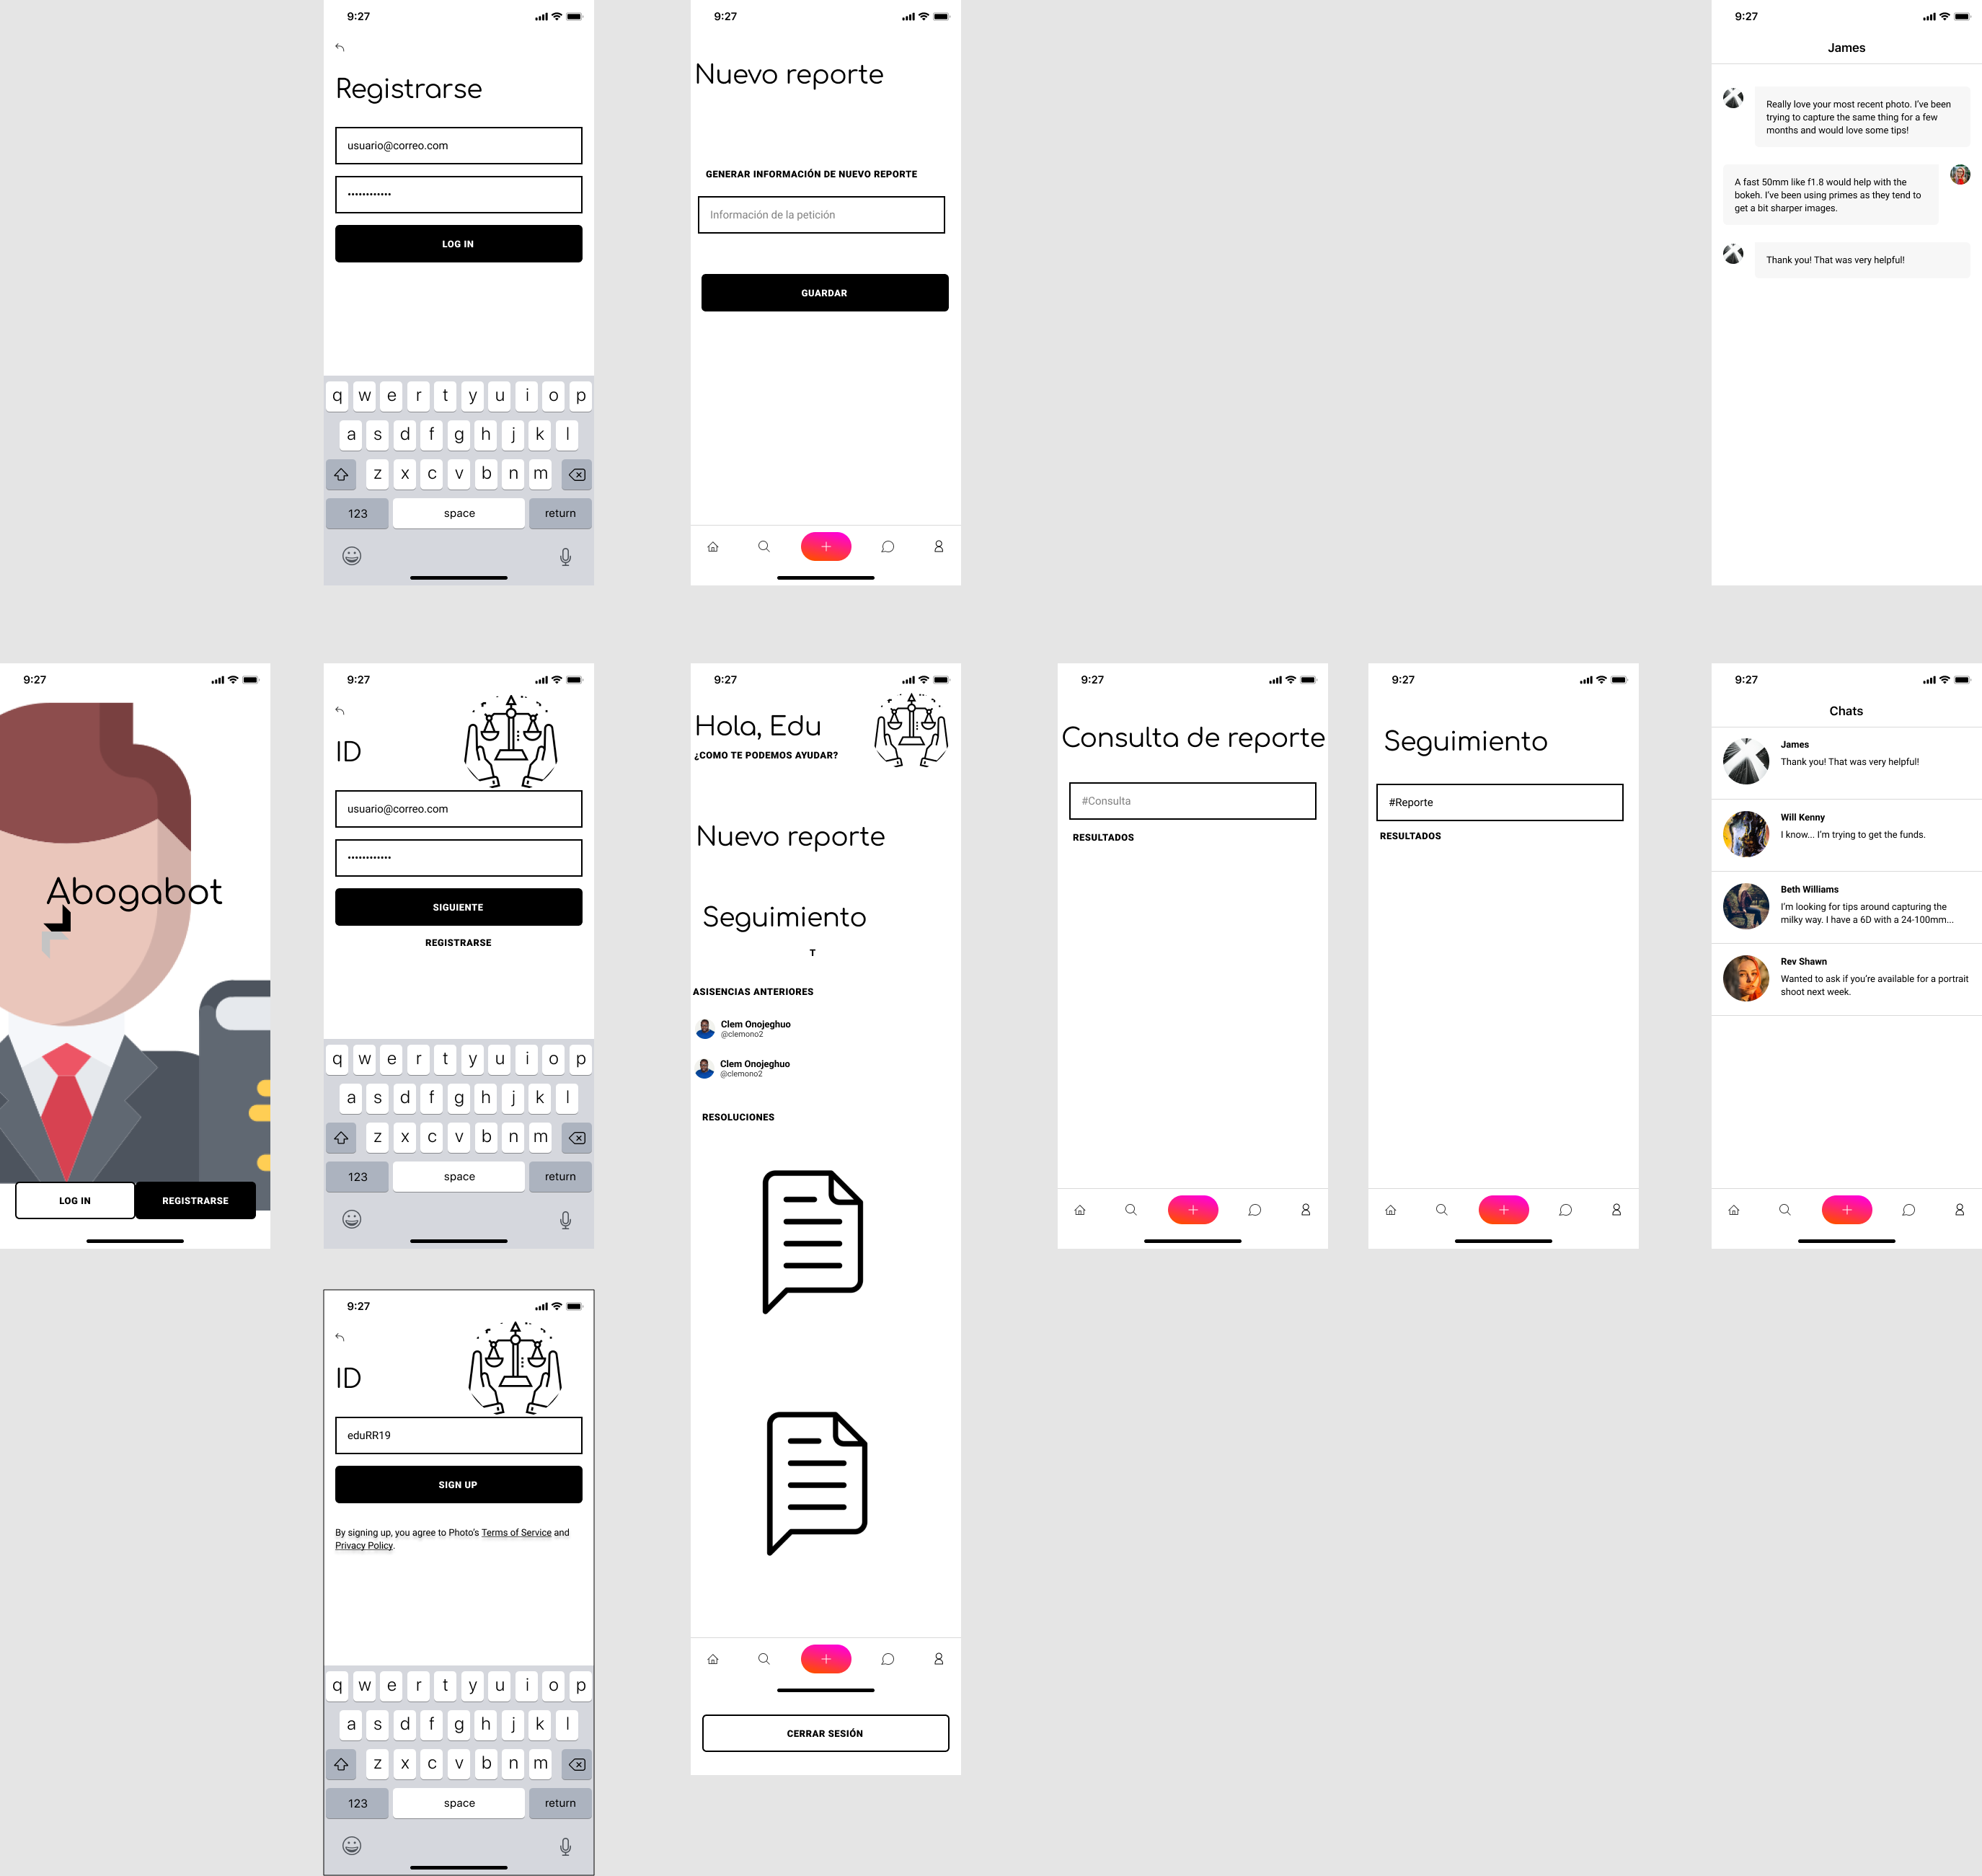 9:27
Registrarse
usuario@correo.com
••••••••••••
LOG IN
q w e r t y u i o p
a s d f g h j k l
z x c v b n m
123 space return
9:27
Nuevo reporte
GENERAR INFORMACIÓN DE NUEVO REPORTE
Información de la petición
GUARDAR
9:27
James
Really love your most recent photo. I've been
trying to capture the same thing for a few
months and would love some tips!
A fast 50mm like f1.8 would help with the
bokeh. I've been using primes as they tend to
get a bit sharper images.
Thank you! That was very helpful!
9:27
Abogabot
LOG IN
REGISTRARSE
9:27
ID
usuario@correo.com
••••••••••••
SIGUIENTE
REGISTRARSE
q w e r t y u i o p
a s d f g h j k l
z x c v b n m
123 space return
9:27
Hola, Edu
¿COMO TE PODEMOS AYUDAR?
Nuevo reporte
Seguimiento
T
ASISENCIAS ANTERIORES
Clem Onojeghuo
@clemono2
Clem Onojeghuo
@clemono2
RESOLUCIONES
CERRAR SESIÓN
9:27
Consulta de reporte
#Consulta
RESULTADOS
9:27
Seguimiento
#Reporte
RESULTADOS
9:27
Chats
James
Thank you! That was very helpful!
Will Kenny
I know... I'm trying to get the funds.
Beth Williams
I'm looking for tips around capturing the
milky way. I have a 6D with a 24-100mm...
Rev Shawn
Wanted to ask if you're available for a portrait
shoot next week.
9:27
ID
eduRR19
SIGN UP
By signing up, you agree to Photo's Terms of Service and
Privacy Policy.
q w e r t y u i o p
a s d f g h j k l
z x c v b n m
123 space return